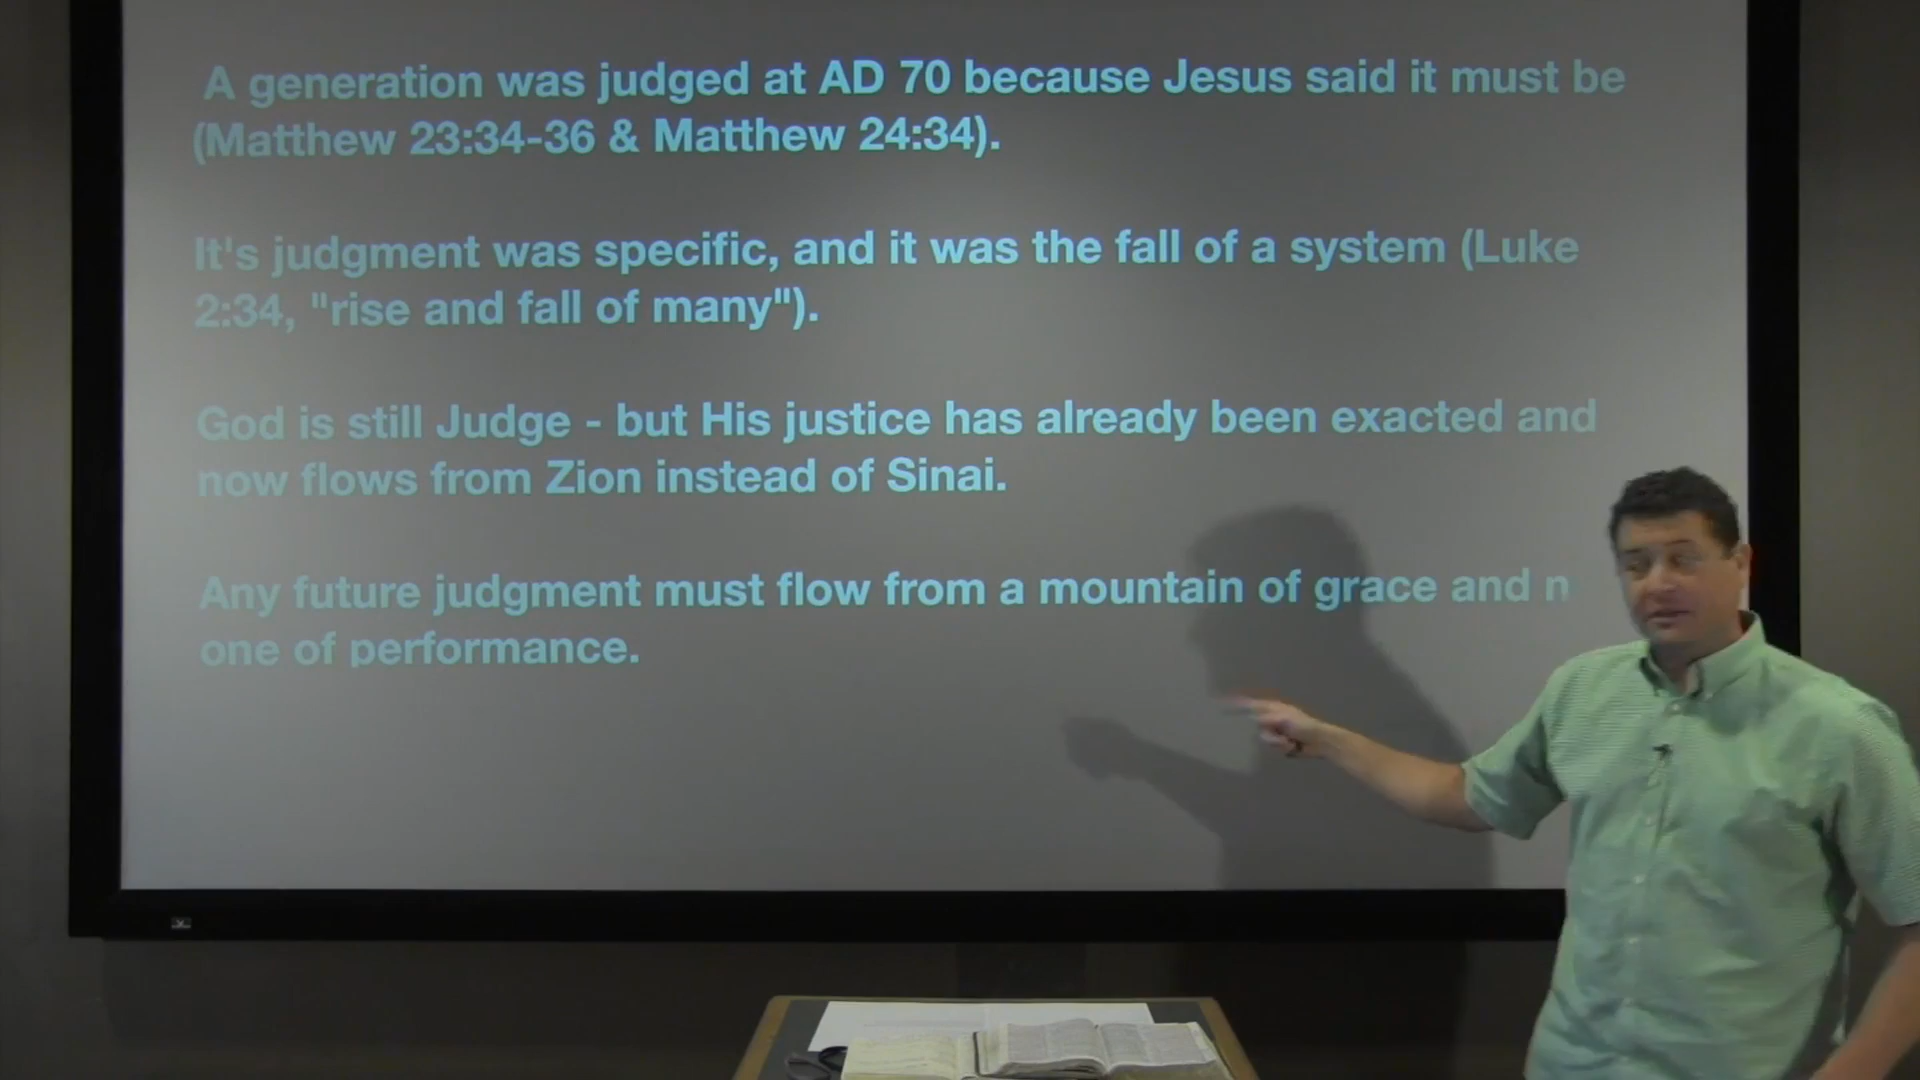 A generation was judged at AD 70 because Jesus said it must be
(Matthew 23:34-36 & Matthew 24:34).
It's judgment was specific, and it was the fall of a system (Luke
2:34, "rise and fall of many").
God is still Judge - but His justice has already been exacted and
now flows from Zion instead of Sinai.
Any future judgment must flow from a mountain of grace and n
one of performance.